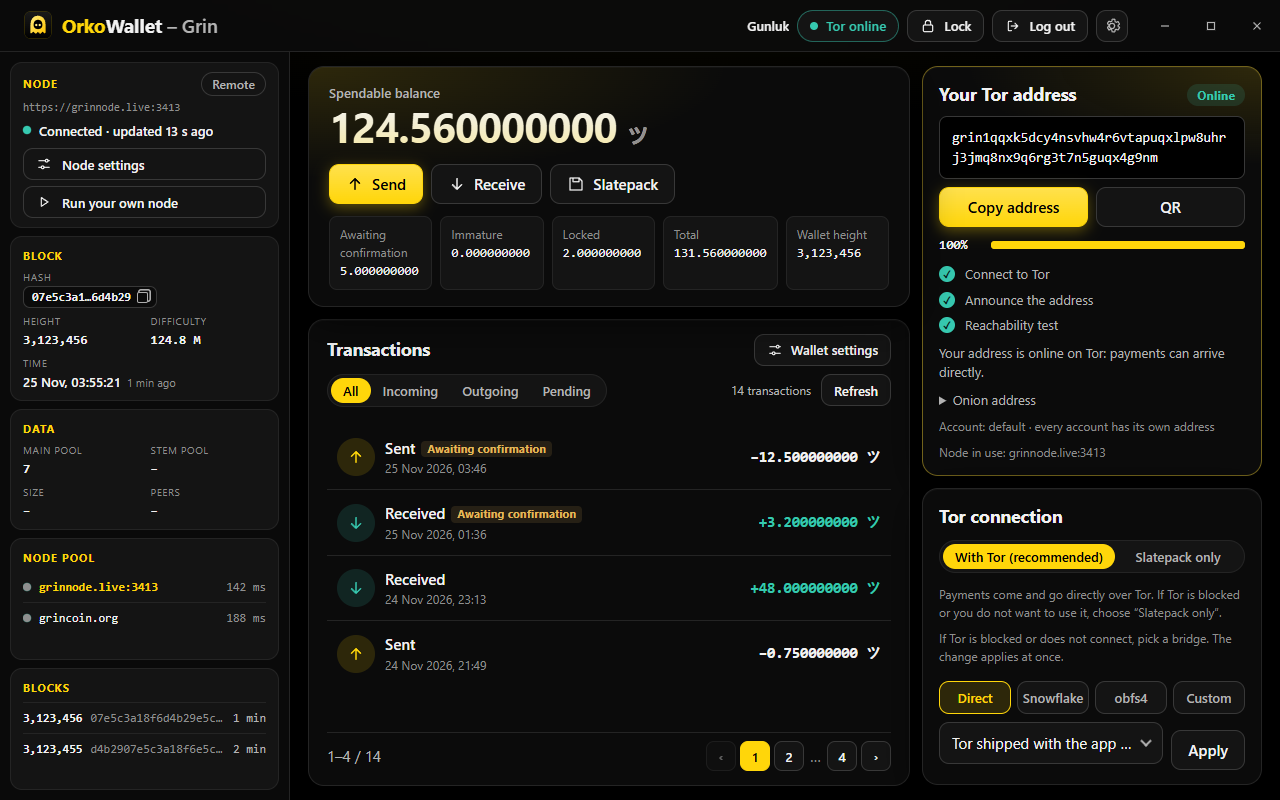 OrkoWallet – Grin
Gunluk
Tor online
Lock
Log out
NODE
Remote
https://grinnode.live:3413
Connected · updated 13 s ago
Node settings
Run your own node
BLOCK
HASH
07e5c3a1…6d4b29
HEIGHT
DIFFICULTY
3,123,456
124.8 M
TIME
25 Nov, 03:55:21 1 min ago
DATA
MAIN POOL
STEM POOL
7
–
SIZE
PEERS
–
–
NODE POOL
grinnode.live:3413
142 ms
grincoin.org
188 ms
BLOCKS
3,123,456 07e5c3a18f6d4b29e5c… 1 min
3,123,455 d4b2907e5c3a18f6e5c… 2 min
Spendable balance
124.560000000 ツ
Send
Receive
Slatepack
Awaiting
confirmation
5.000000000
Immature
0.000000000
Locked
2.000000000
Total
131.560000000
Wallet height
3,123,456
Transactions
Wallet settings
All
Incoming
Outgoing
Pending
14 transactions
Refresh
Sent
Awaiting confirmation
25 Nov 2026, 03:46
−12.500000000 ツ
Received
Awaiting confirmation
25 Nov 2026, 01:36
+3.200000000 ツ
Received
24 Nov 2026, 23:13
+48.000000000 ツ
Sent
24 Nov 2026, 21:49
−0.750000000 ツ
1–4 / 14
‹ 1 2 … 4 ›
Your Tor address
Online
grin1qqxk5dcy4nsvhw4r6vtapuqxlpw8uhr
j3jmq8nx9q6rg3t7n5guqx4g9nm
Copy address
QR
100%
Connect to Tor
Announce the address
Reachability test
Your address is online on Tor: payments can arrive
directly.
Onion address
Account: default · every account has its own address
Node in use: grinnode.live:3413
Tor connection
With Tor (recommended)
Slatepack only
Payments come and go directly over Tor. If Tor is blocked
or you do not want to use it, choose “Slatepack only”.
If Tor is blocked or does not connect, pick a bridge. The
change applies at once.
Direct
Snowflake
obfs4
Custom
Tor shipped with the app ...
Apply